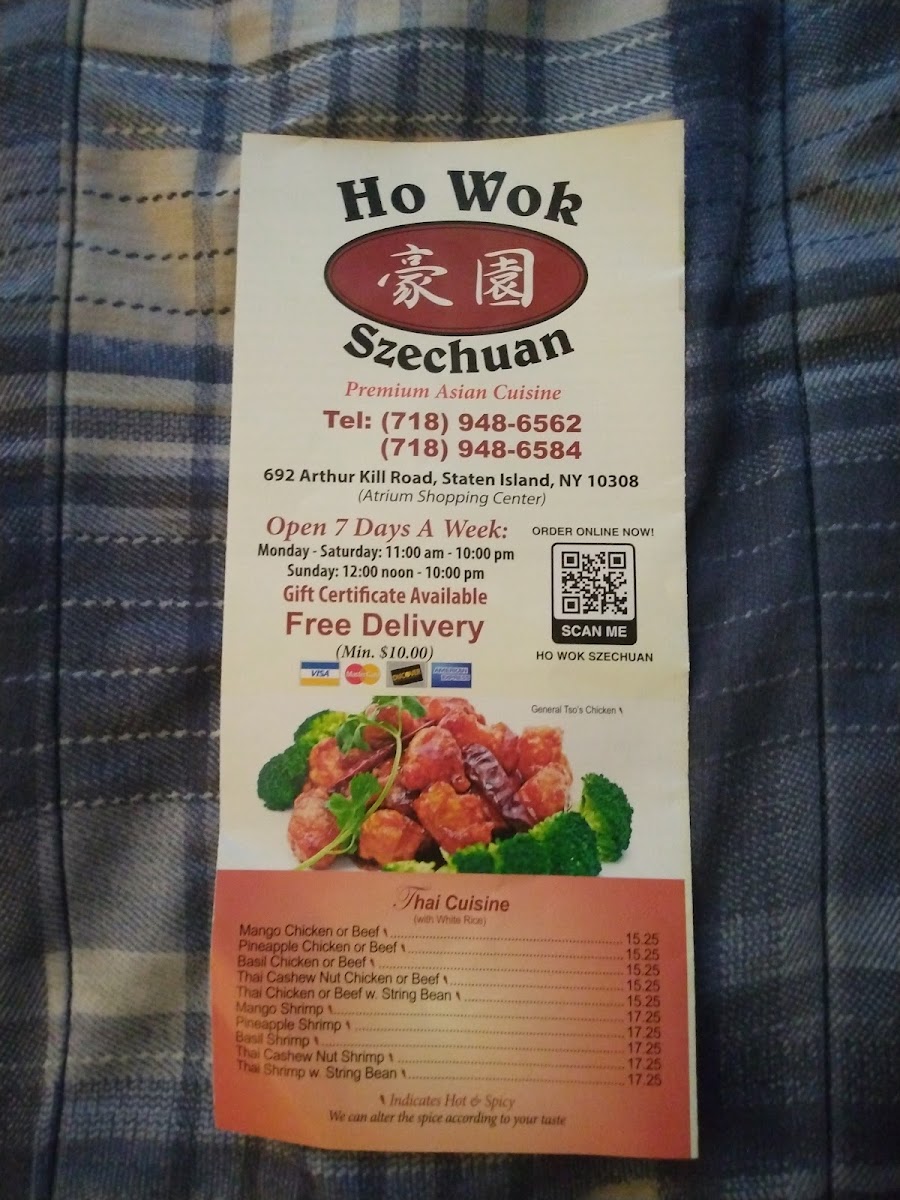 Ho Wok
豪園
Szechuan
Premium Asian Cuisine
Tel: (718) 948-6562
(718) 948-6584
692 Arthur Kill Road, Staten Island, NY 10308
(Atrium Shopping Center)
Open 7 Days A Week:
Monday - Saturday: 11:00 am - 10:00 pm
Sunday: 12:00 noon - 10:00 pm
Gift Certificate Available
Free Delivery
(Min. $10.00)
VISA MasterCard DISCOVER AMERICAN EXPRESS
ORDER ONLINE NOW!
SCAN ME
HO WOK SZECHUAN
General Tso's Chicken
Thai Cuisine
(with White Rice)
Mango Chicken or Beef 15.25
Pineapple Chicken or Beef 15.25
Basil Chicken or Beef 15.25
Thai Cashew Nut Chicken or Beef 15.25
Thai Chicken or Beef w. String Bean 15.25
Mango Shrimp 17.25
Pineapple Shrimp 17.25
Basil Shrimp 17.25
Thai Cashew Nut Shrimp 17.25
Thai Shrimp w. String Bean 17.25
Indicates Hot & Spicy
We can alter the spice according to your taste